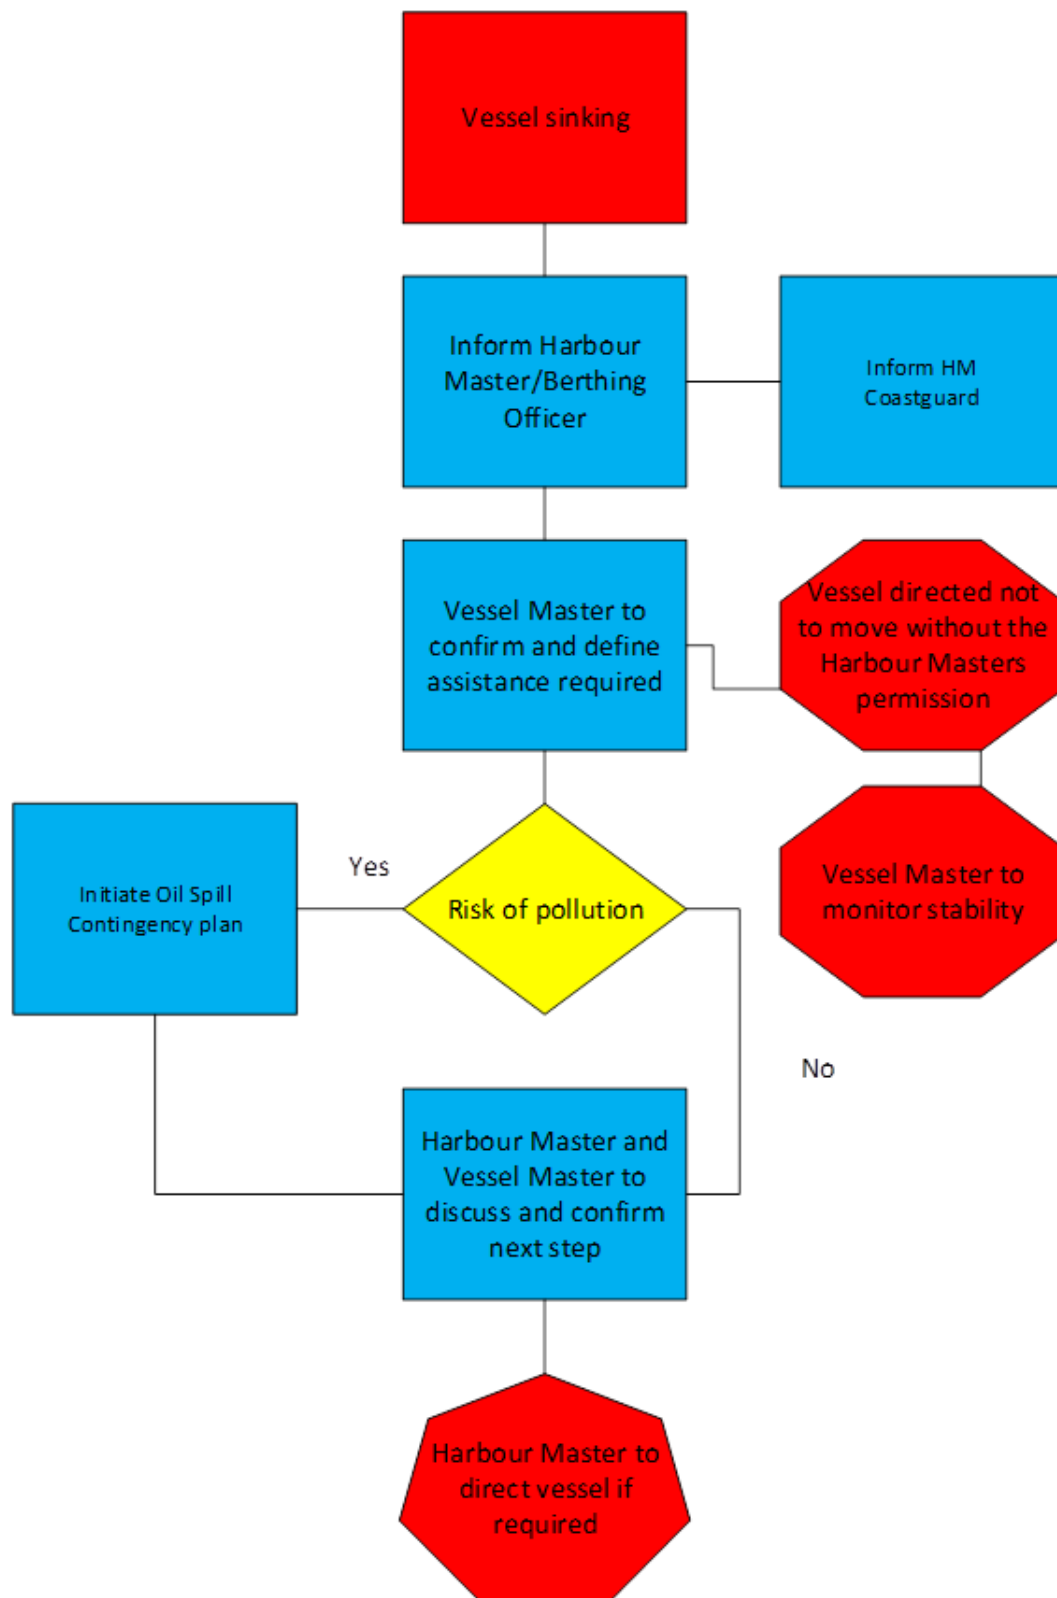 Vessel sinking
Inform Harbour
Master/Berthing
Officer
Inform HM
Coastguard
Vessel Master to
confirm and define
assistance required
Vessel directed not
to move without the
Harbour Masters
permission
Vessel Master to
monitor stability
Yes
Risk of pollution
Initiate Oil Spill
Contingency plan
No
Harbour Master and
Vessel Master to
discuss and confirm
next step
Harbour Master to
direct vessel if
required